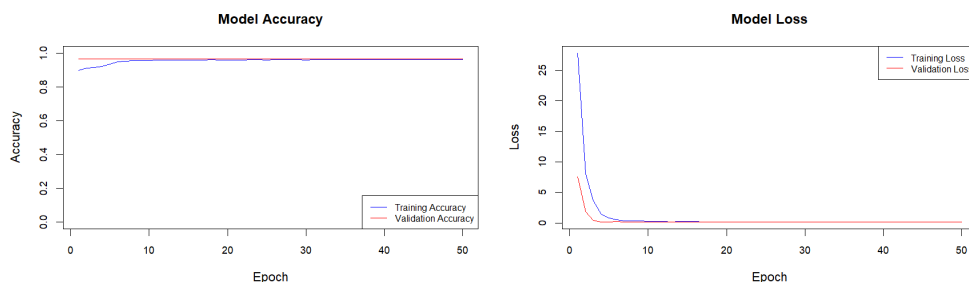 Model Accuracy
Accuracy
0.0 0.2 0.4 0.6 0.8 1.0
Training Accuracy
Validation Accuracy
0 10 20 30 40 50
Epoch
Model Loss
Loss
0 5 10 15 20 25
Training Loss
Validation Loss
0 10 20 30 40 50
Epoch